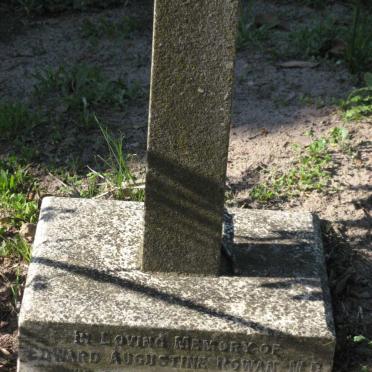 IN LOVING MEMORY OF
EDWARD AUGUSTINE ROWAN M.D.